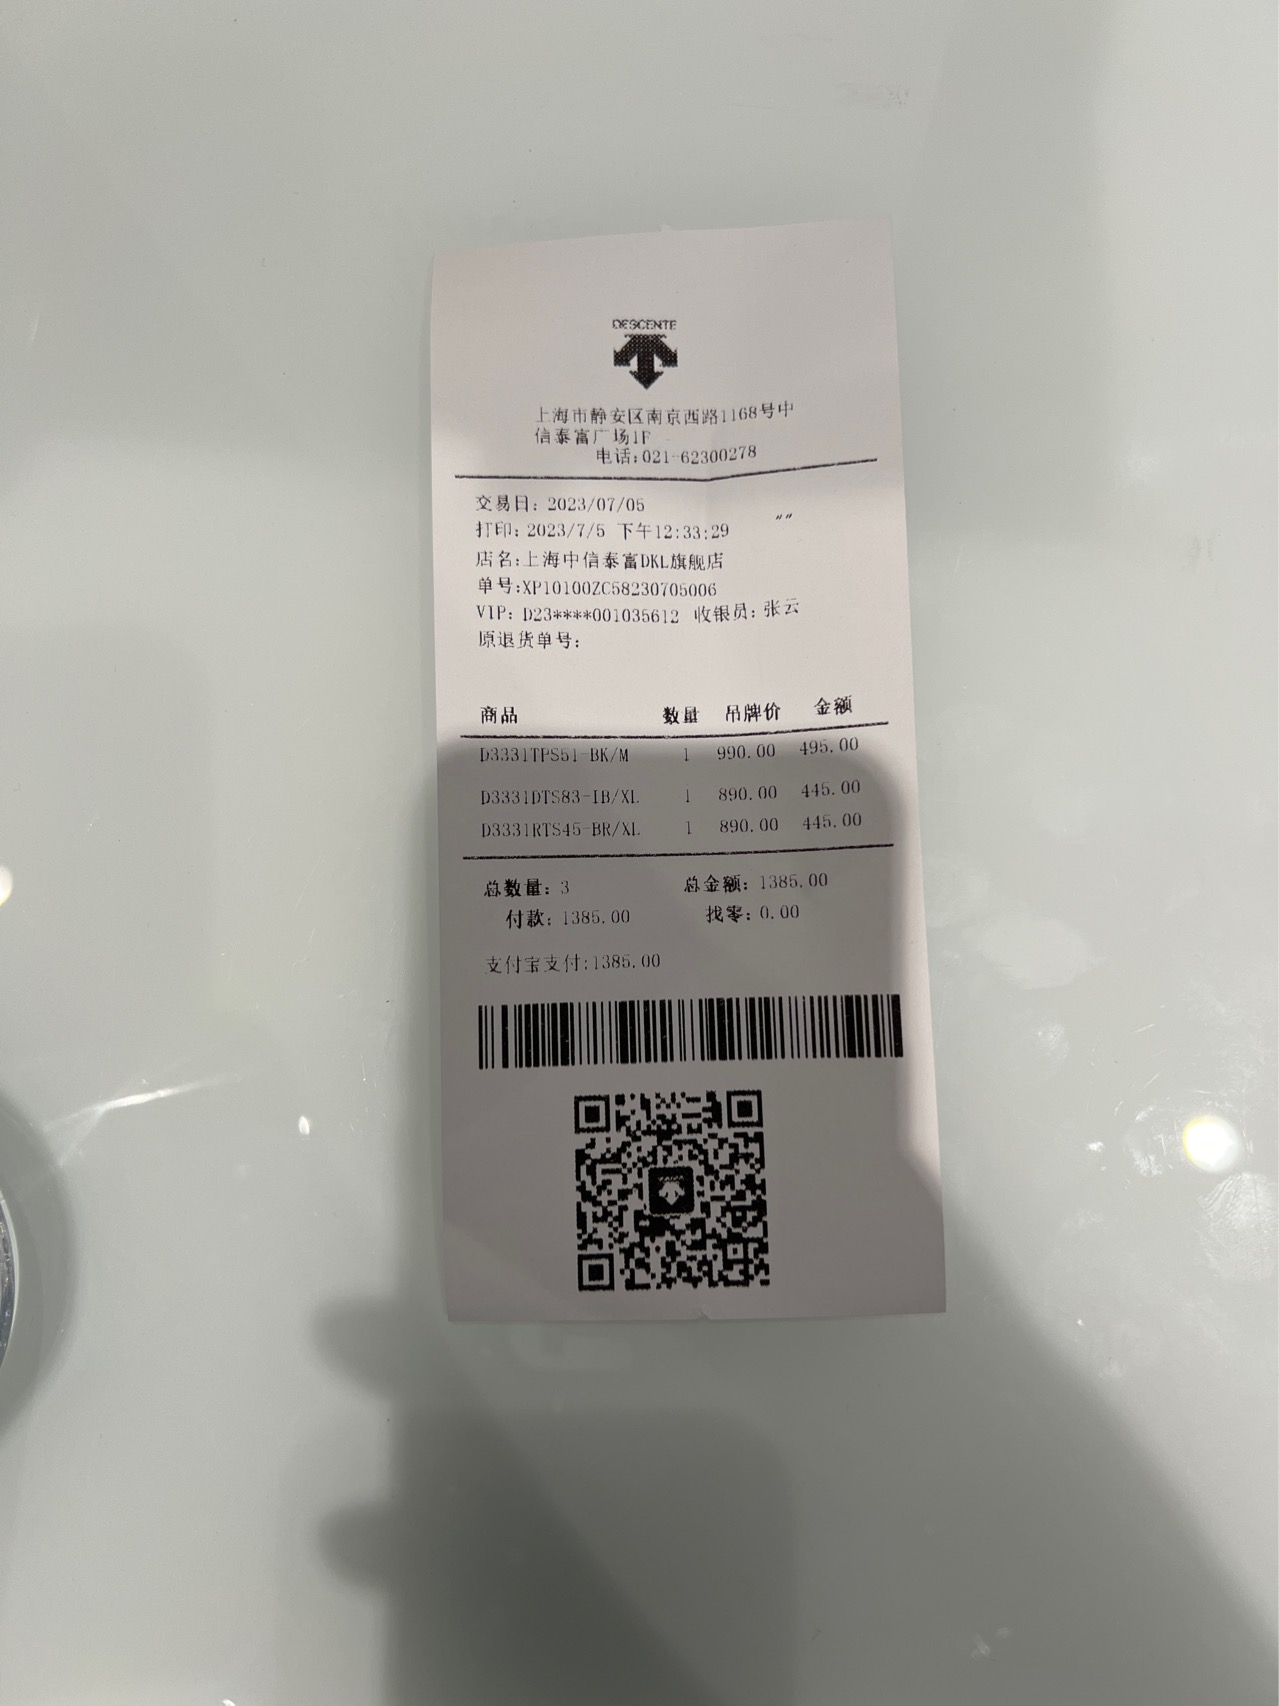 DESCENTE
上海市静安区南京西路1168号中
信泰富广场1F
电话:021-62300278
交易日: 2023/07/05
打印: 2023/7/5 下午12:33:29 ""
店名:上海中信泰富DKL旗舰店
单号:XP10100ZC58230705006
VIP: D23****001035612 收银员: 张云
原退货单号:
商品 数量 吊牌价 金额
D3331TPS51-BK/M 1 990.00 495.00
D3331DTS83-IB/XL 1 890.00 445.00
D3331RTS45-BR/XL 1 890.00 445.00
总数量: 3 总金额: 1385.00
付款: 1385.00 找零: 0.00
支付宝支付:1385.00